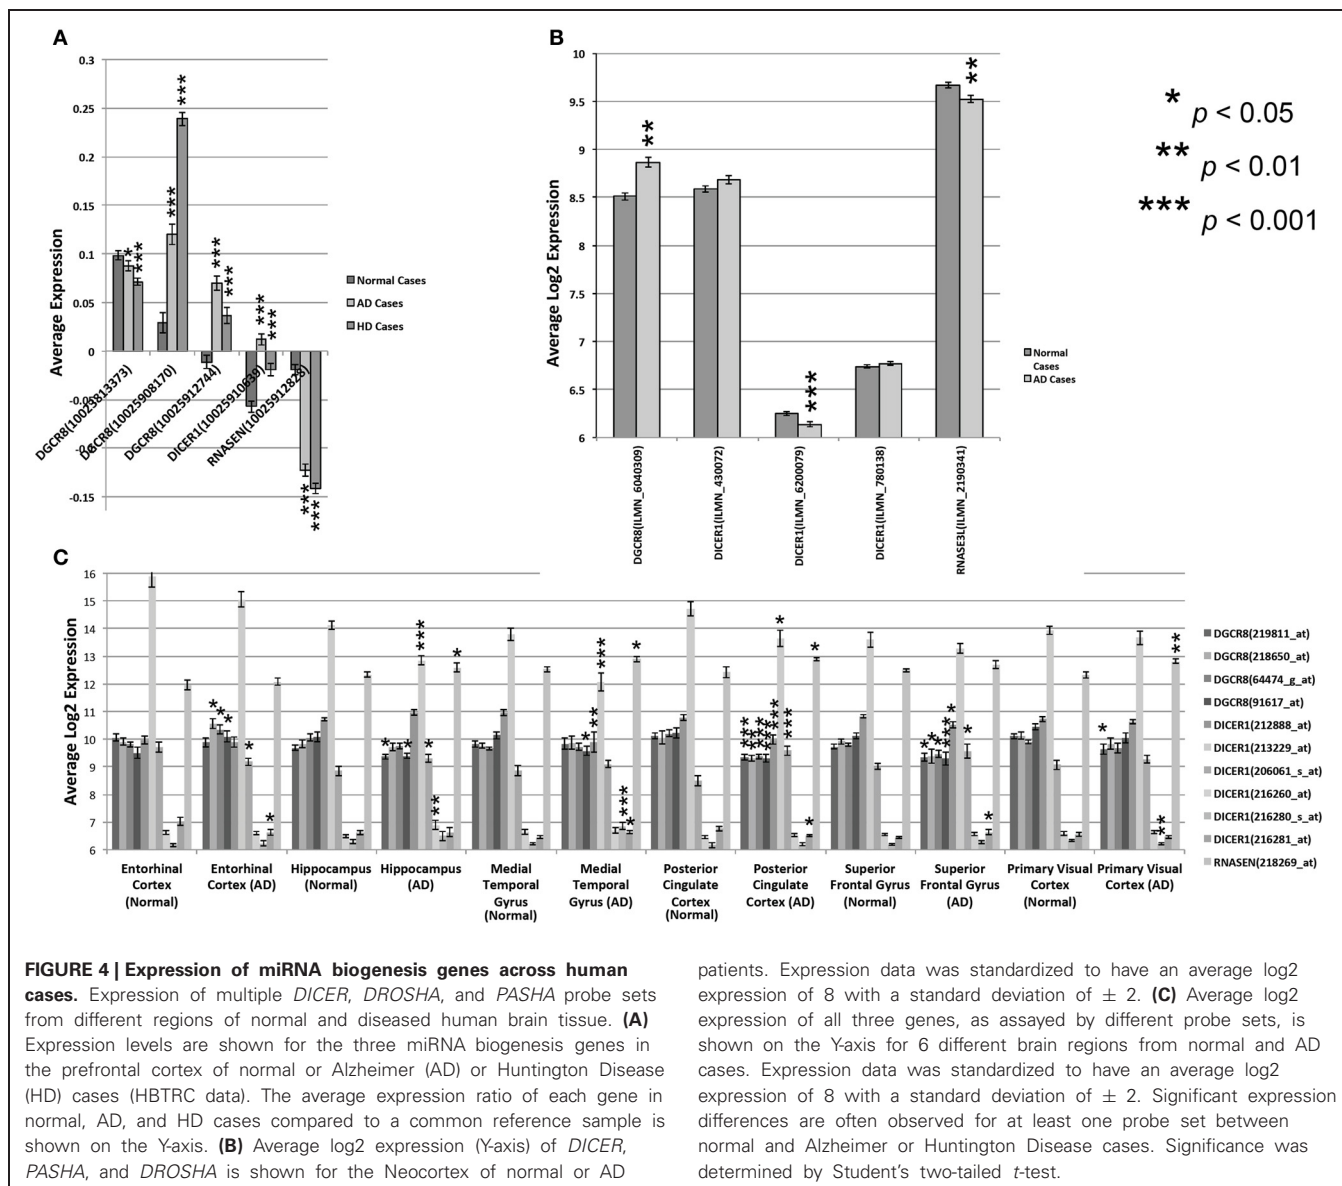 A
0.3
0.25
0.2
0.15
0.1
0.05
0
-0.05
-0.1
-0.15
Average Expression
***
***
*
***
***
***
***
***
***
***
DGCR8(10023813373)
DGCR8(10025908170)
DGCR8(10025912744)
DICER1(10025910639)
RNASEN(10025912828)
Normal Cases
AD Cases
HD Cases
B
10
9.5
9
8.5
8
7.5
7
6.5
6
Average Log2 Expression
**
***
**
DGCR8(ILMN_6040309)
DICER1(ILMN_430072)
DICER1(ILMN_6200079)
DICER1(ILMN_780138)
RNASE3L(ILMN_2190341)
Normal
Cases
AD Cases
* p < 0.05
** p < 0.01
*** p < 0.001
C
16
15
14
13
12
11
10
9
8
7
6
Average Log2 Expression
Entorhinal Cortex (Normal)
Entorhinal Cortex (AD)
Hippocampus (Normal)
Hippocampus (AD)
Medial Temporal Gyrus (Normal)
Medial Temporal Gyrus (AD)
Posterior Cingulate Cortex (Normal)
Posterior Cingulate Cortex (AD)
Superior Frontal Gyrus (Normal)
Superior Frontal Gyrus (AD)
Primary Visual Cortex (Normal)
Primary Visual Cortex (AD)
DGCR8(219811_at)
DGCR8(218650_at)
DGCR8(64474_g_at)
DGCR8(91617_at)
DICER1(212888_at)
DICER1(213229_at)
DICER1(206061_s_at)
DICER1(216260_at)
DICER1(216280_s_at)
DICER1(216281_at)
RNASEN(218269_at)
FIGURE 4 | Expression of miRNA biogenesis genes across human
cases. Expression of multiple DICER, DROSHA, and PASHA probe sets
from different regions of normal and diseased human brain tissue. (A)
Expression levels are shown for the three miRNA biogenesis genes in
the prefrontal cortex of normal or Alzheimer (AD) or Huntington Disease
(HD) cases (HBTRC data). The average expression ratio of each gene in
normal, AD, and HD cases compared to a common reference sample is
shown on the Y-axis. (B) Average log2 expression (Y-axis) of DICER,
PASHA, and DROSHA is shown for the Neocortex of normal or AD
patients. Expression data was standardized to have an average log2
expression of 8 with a standard deviation of ± 2. (C) Average log2
expression of all three genes, as assayed by different probe sets, is
shown on the Y-axis for 6 different brain regions from normal and AD
cases. Expression data was standardized to have an average log2
expression of 8 with a standard deviation of ± 2. Significant expression
differences are often observed for at least one probe set between
normal and Alzheimer or Huntington Disease cases. Significance was
determined by Student's two-tailed t-test.